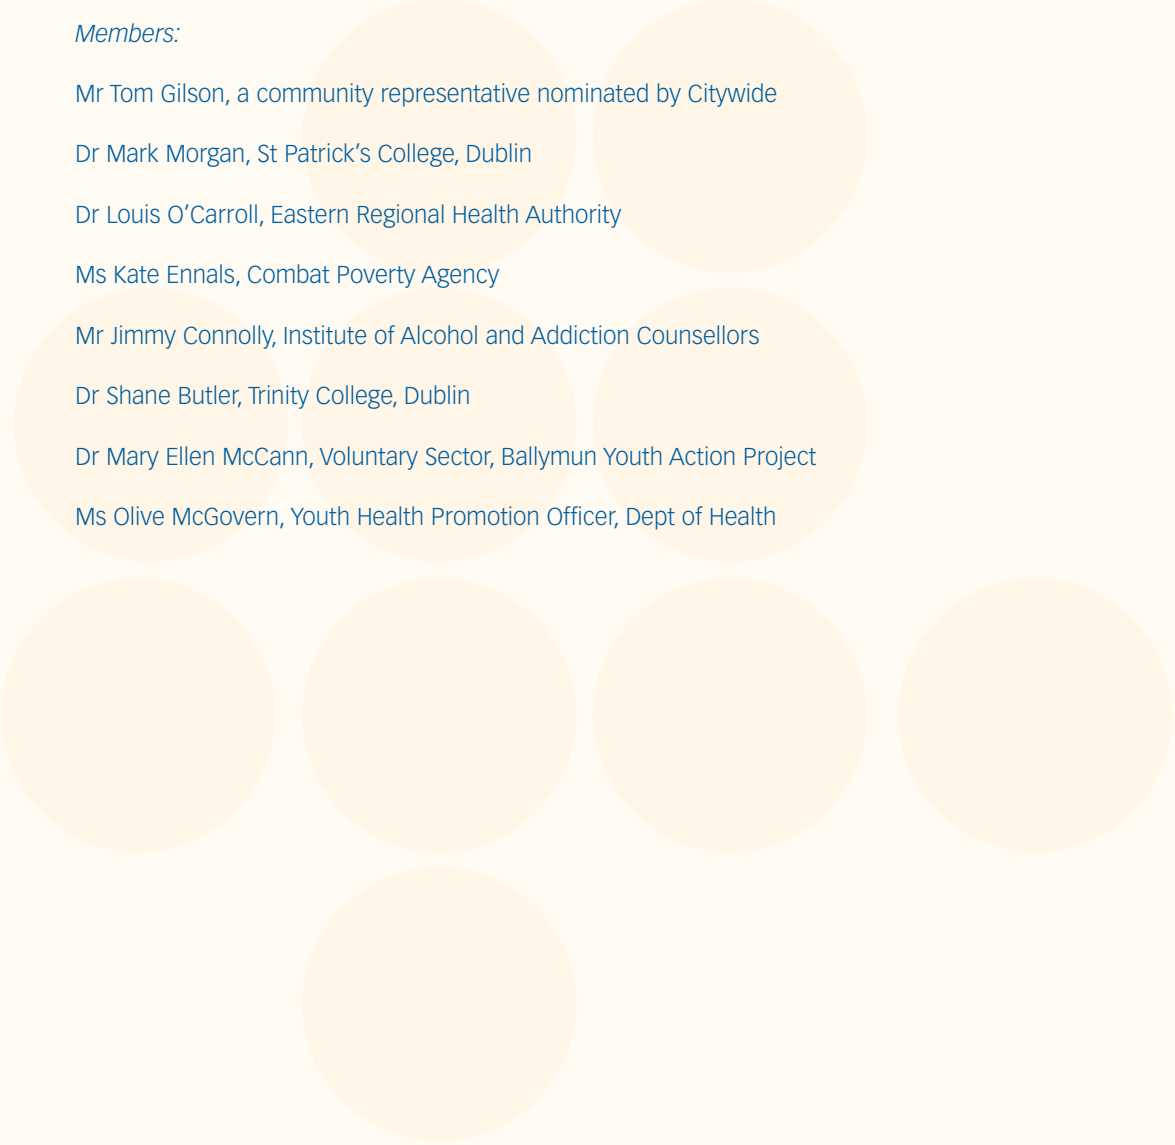 Members:
Mr Tom Gilson, a community representative nominated by Citywide
Dr Mark Morgan, St Patrick’s College, Dublin
Dr Louis O’Carroll, Eastern Regional Health Authority
Ms Kate Ennals, Combat Poverty Agency
Mr Jimmy Connolly, Institute of Alcohol and Addiction Counsellors
Dr Shane Butler, Trinity College, Dublin
Dr Mary Ellen McCann, Voluntary Sector, Ballymun Youth Action Project
Ms Olive McGovern, Youth Health Promotion Officer, Dept of Health